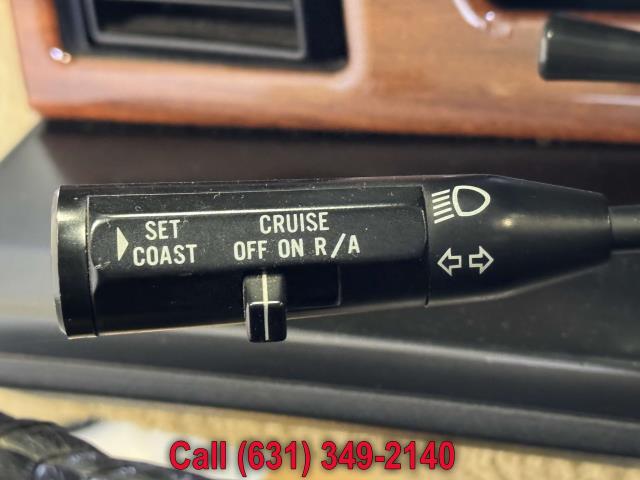 SET
COAST
CRUISE
OFF ON R/A
Call (631) 349-2140